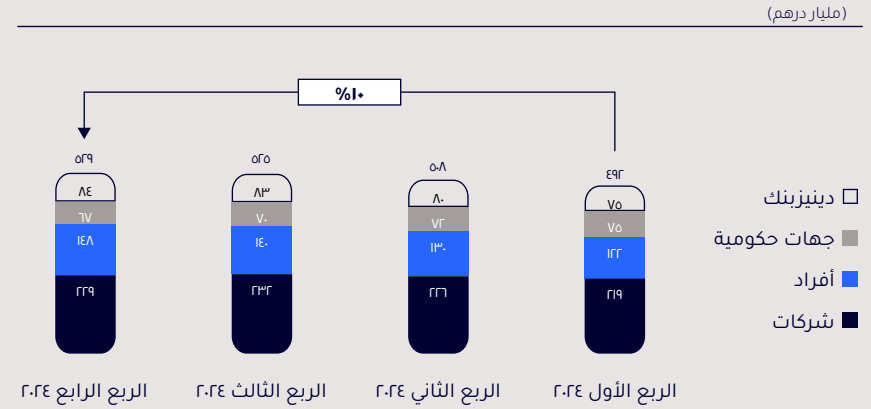 (مليار درهم)
%١٠
٤٩٢
٥٠٨
٥٢٥
٥٢٩
٧٥
٨٠
٨٣
٨٤
٧٥
٧٢
٧٠
٦٧
١٢٢
١٣٠
١٤٠
١٤٨
٢١٩
٢٢٦
٢٣٢
٢٢٩
دينيزبنك
جهات حكومية
أفراد
شركات
الربع الأول ٢٠٢٤
الربع الثاني ٢٠٢٤
الربع الثالث ٢٠٢٤
الربع الرابع ٢٠٢٤